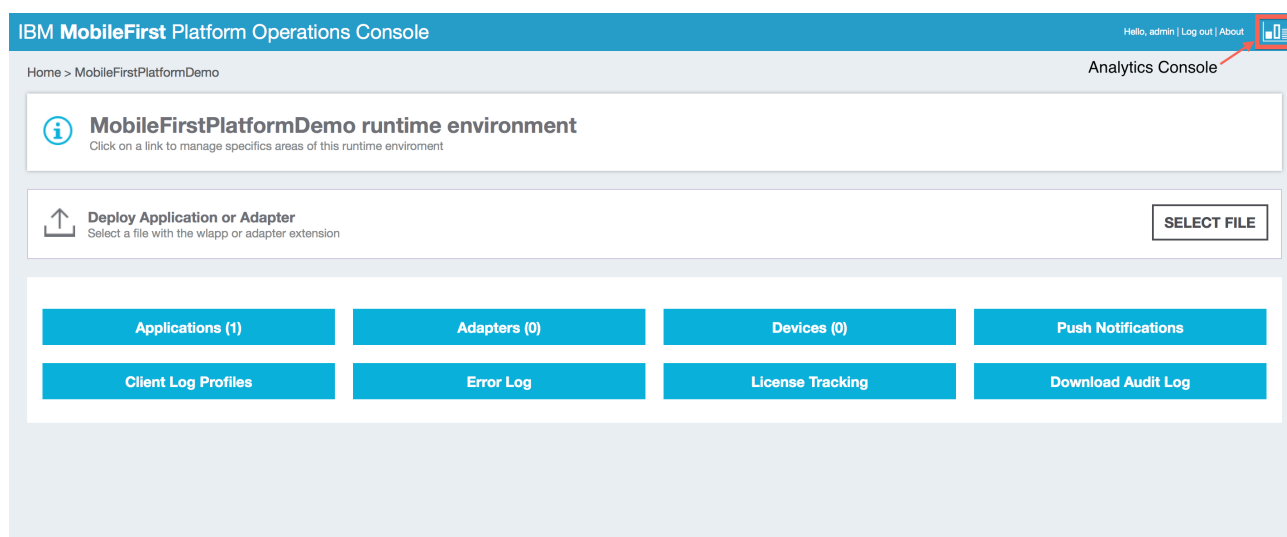 IBM MobileFirst Platform Operations Console
Hello, admin | Log out | About
Home > MobileFirstPlatformDemo
Analytics Console
MobileFirstPlatformDemo runtime environment
Click on a link to manage specifics areas of this runtime enviroment
Deploy Application or Adapter
Select a file with the wlapp or adapter extension
SELECT FILE
Applications (1)
Adapters (0)
Devices (0)
Push Notifications
Client Log Profiles
Error Log
License Tracking
Download Audit Log